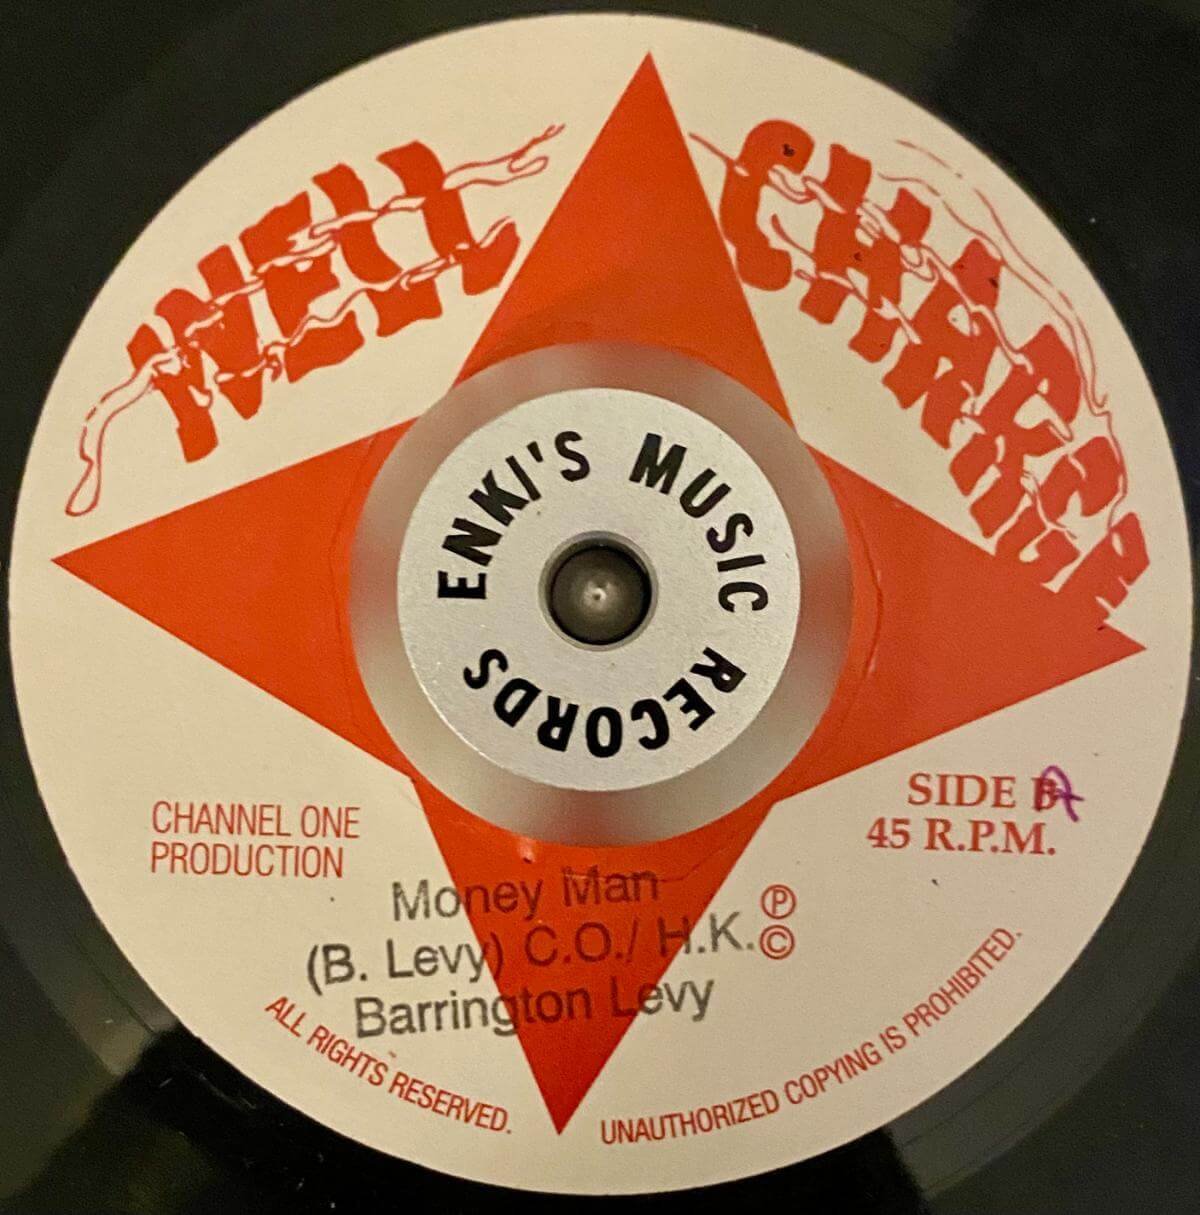 WELL CHARGE
ENKI'S MUSIC RECORDS
SIDE B
45 R.P.M.
CHANNEL ONE
PRODUCTION
Money Man
(B. Levy) C.O./ H.K. ℗
©
Barrington Levy
ALL RIGHTS RESERVED.
UNAUTHORIZED COPYING IS PROHIBITED.